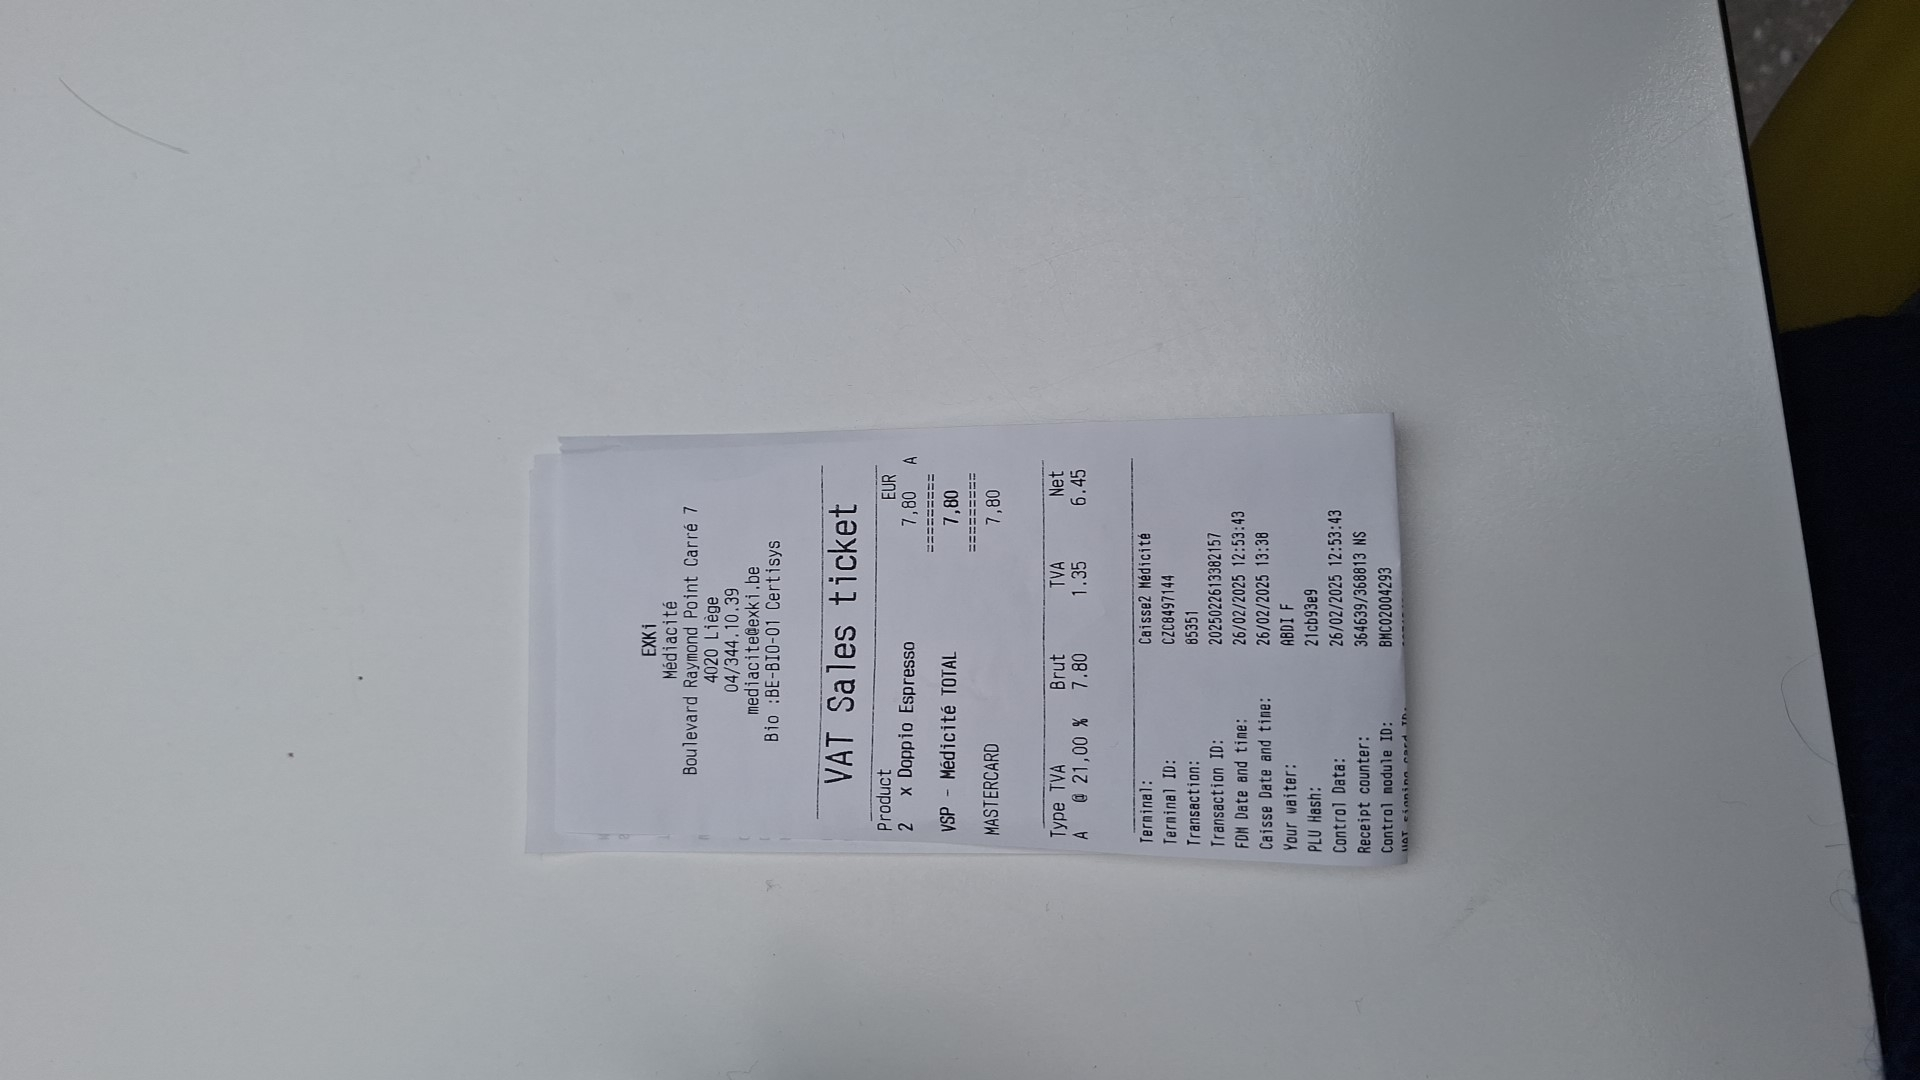 EXKi
Médiacité
Boulevard Raymond Point Carré 7
4020 Liège
04/344.10.39
mediacite@exki.be
Bio :BE-BIO-01 Certisys
VAT Sales ticket
Product EUR
2 x Doppio Espresso 7,80 A
=========
VSP - Médicité TOTAL 7,80
=========
MASTERCARD 7,80
Type TVA Brut TVA Net
A @ 21,00 % 7.80 1.35 6.45
Terminal: Caisse2 Médicité
Terminal ID: CZC8497144
Transaction: 85351
Transaction ID: 2025022613382157
FDM Date and time: 26/02/2025 12:53:43
Caisse Date and time: 26/02/2025 13:38
Your waiter: ABDI F
PLU Hash: 21cb93e9
Control Data: 26/02/2025 12:53:43
Receipt counter: 364639/368813 NS
Control module ID: BMC02004293